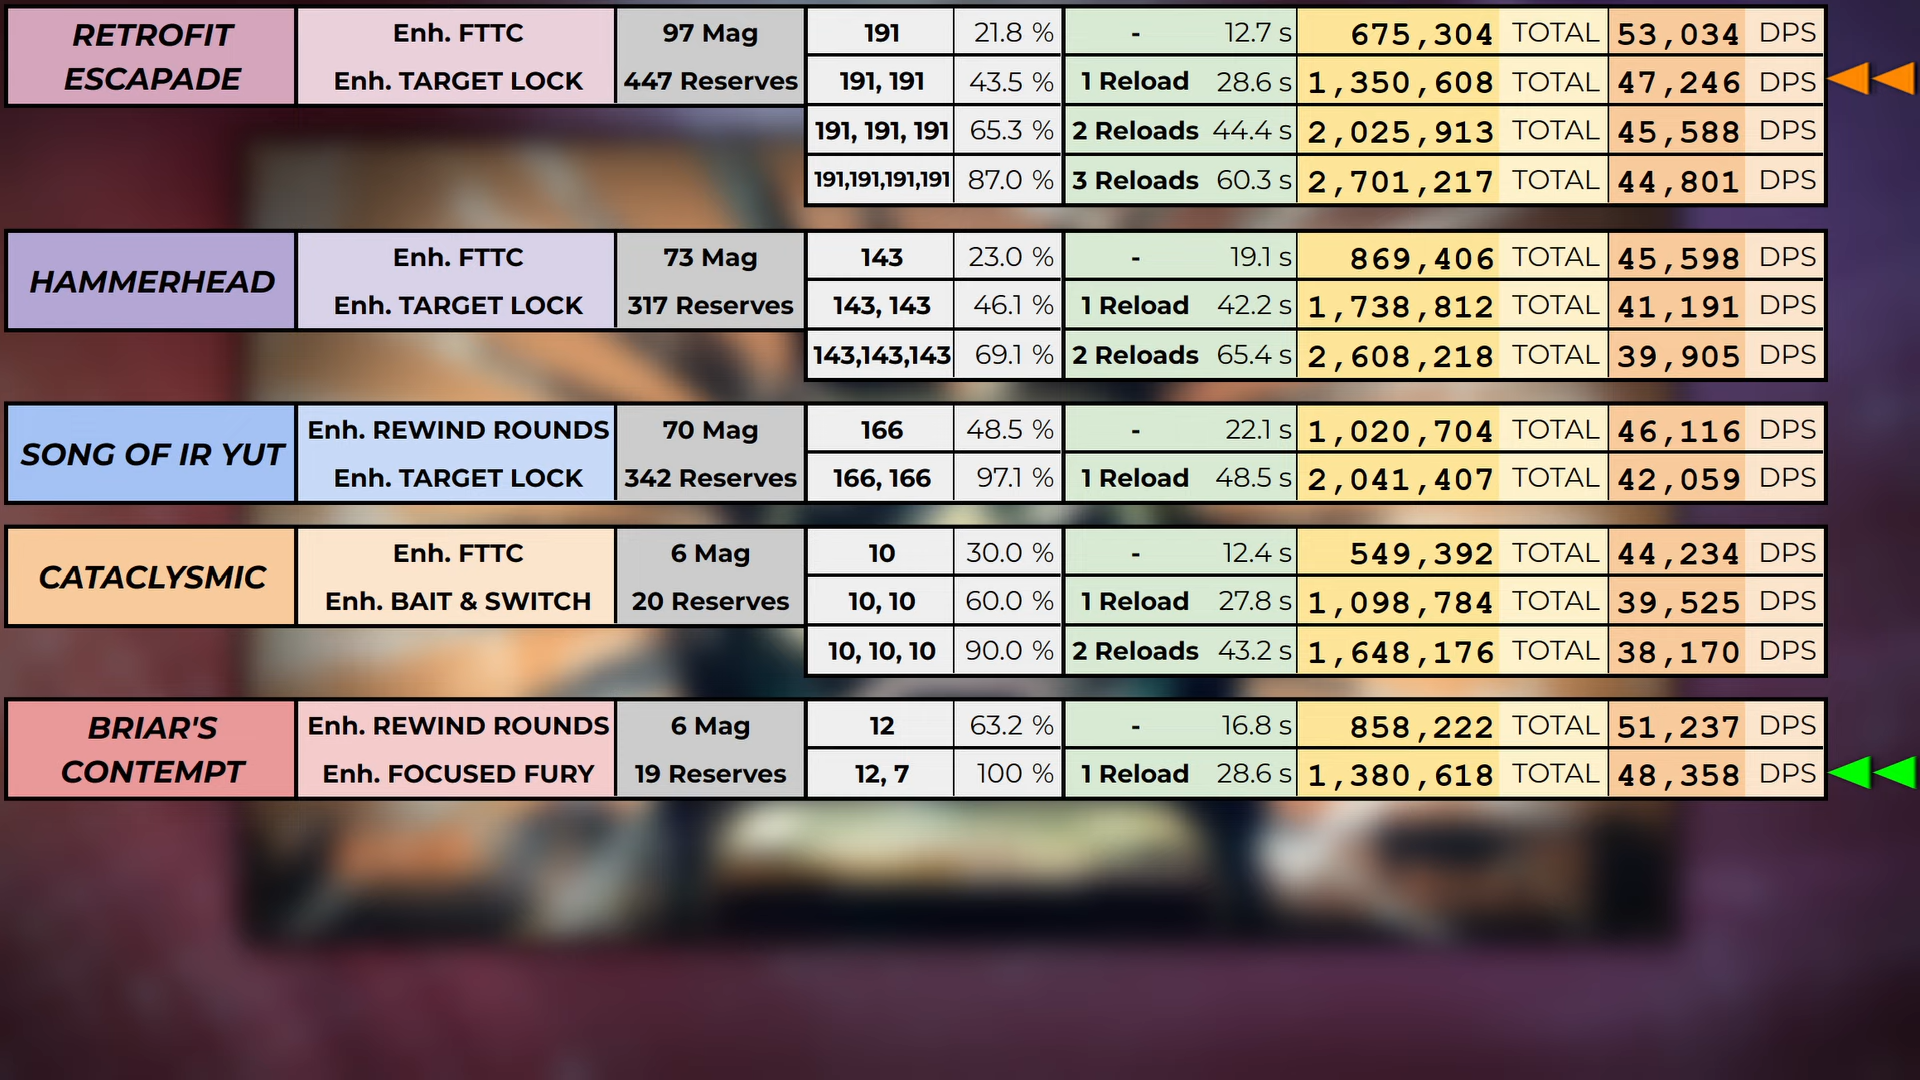 RETROFIT ESCAPADE
Enh. FTTC
Enh. TARGET LOCK
97 Mag
447 Reserves
191 21.8 % - 12.7 s 675,304 TOTAL 53,034 DPS
191, 191 43.5 % 1 Reload 28.6 s 1,350,608 TOTAL 47,246 DPS
191, 191, 191 65.3 % 2 Reloads 44.4 s 2,025,913 TOTAL 45,588 DPS
191,191,191,191 87.0 % 3 Reloads 60.3 s 2,701,217 TOTAL 44,801 DPS
HAMMERHEAD
Enh. FTTC
Enh. TARGET LOCK
73 Mag
317 Reserves
143 23.0 % - 19.1 s 869,406 TOTAL 45,598 DPS
143, 143 46.1 % 1 Reload 42.2 s 1,738,812 TOTAL 41,191 DPS
143,143,143 69.1 % 2 Reloads 65.4 s 2,608,218 TOTAL 39,905 DPS
SONG OF IR YUT
Enh. REWIND ROUNDS
Enh. TARGET LOCK
70 Mag
342 Reserves
166 48.5 % - 22.1 s 1,020,704 TOTAL 46,116 DPS
166, 166 97.1 % 1 Reload 48.5 s 2,041,407 TOTAL 42,059 DPS
CATACLYSMIC
Enh. FTTC
Enh. BAIT & SWITCH
6 Mag
20 Reserves
10 30.0 % - 12.4 s 549,392 TOTAL 44,234 DPS
10, 10 60.0 % 1 Reload 27.8 s 1,098,784 TOTAL 39,525 DPS
10, 10, 10 90.0 % 2 Reloads 43.2 s 1,648,176 TOTAL 38,170 DPS
BRIAR'S CONTEMPT
Enh. REWIND ROUNDS
Enh. FOCUSED FURY
6 Mag
19 Reserves
12 63.2 % - 16.8 s 858,222 TOTAL 51,237 DPS
12, 7 100 % 1 Reload 28.6 s 1,380,618 TOTAL 48,358 DPS